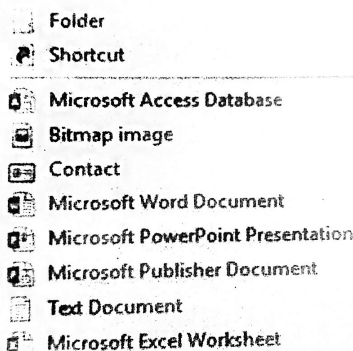 Folder
Shortcut
Microsoft Access Database
Bitmap image
Contact
Microsoft Word Document
Microsoft PowerPoint Presentation
Microsoft Publisher Document
Text Document
Microsoft Excel Worksheet